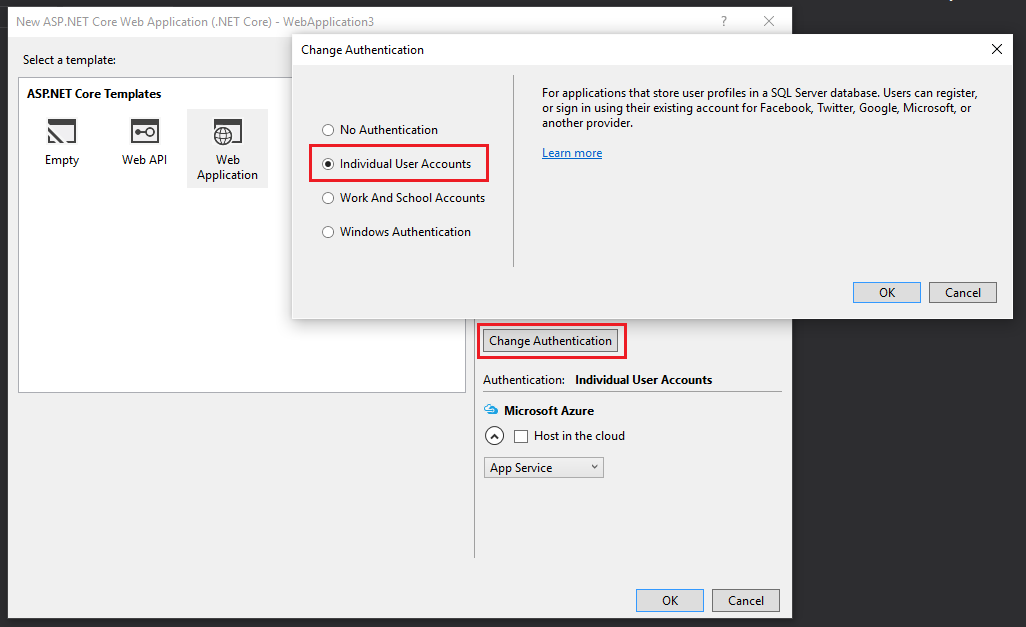 New ASP.NET Core Web Application (.NET Core) - WebApplication3
?
Select a template:
ASP.NET Core Templates
Empty
Web API
Web
Application
Change Authentication
No Authentication
Individual User Accounts
Work And School Accounts
Windows Authentication
For applications that store user profiles in a SQL Server database. Users can register,
or sign in using their existing account for Facebook, Twitter, Google, Microsoft, or
another provider.
Learn more
OK
Cancel
Change Authentication
Authentication: Individual User Accounts
Microsoft Azure
Host in the cloud
App Service
OK
Cancel